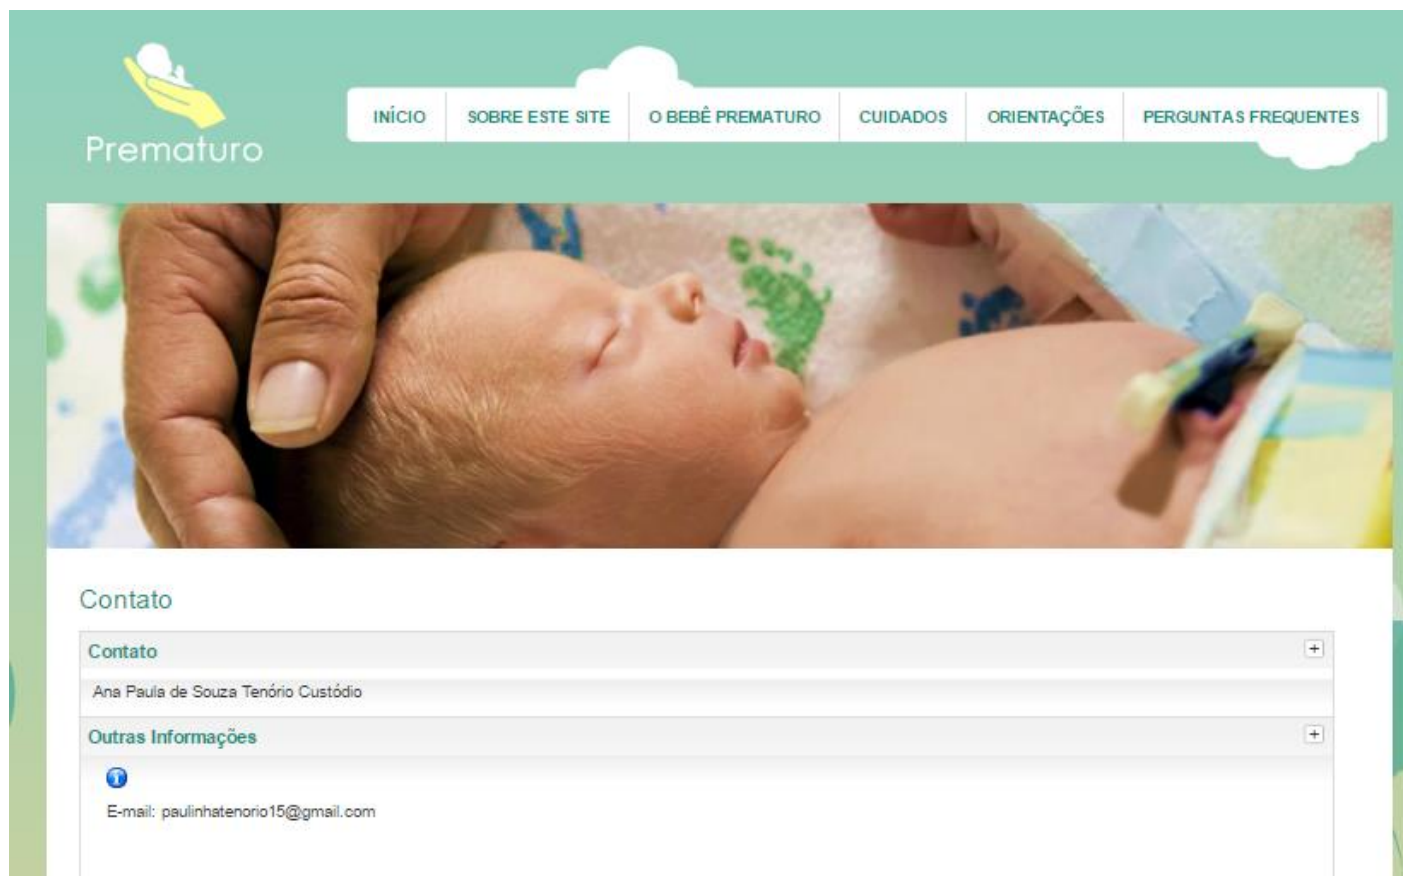 Prematuro
INÍCIO
SOBRE ESTE SITE
O BEBÊ PREMATURO
CUIDADOS
ORIENTAÇÕES
PERGUNTAS FREQUENTES
Contato
Contato
Ana Paula de Souza Tenório Custódio
Outras Informações
E-mail: paulinhatenorio15@gmail.com